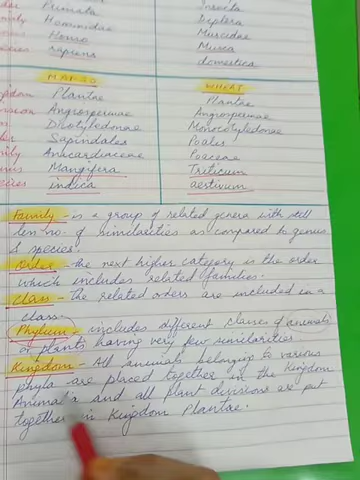 Primata
Insecta
Hominidae
Diptera
Homo
Muscidae
sapiens
Musca
domestica
MANGO
WHEAT
Plantae
Plantae
Angiospermae
Angiospermae
Dicotyledonae
Monocotyledonae
Sapindales
Poales
Anacardiaceae
Poaceae
Mangifera
Triticum
indica
aestivum
Family - is a group of related genera with still
less no. of similarities as compared to genus
& species.
Order - the next higher category is the order
which includes related families.
Class - The related orders are included in a
class.
Phylum - includes different classes of animals
or plants having very few similarities.
Kingdom - All animals belonging to various
phyla are placed together in the Kingdom
Animalia and all plant divisions are put
together in Kingdom Plantae.